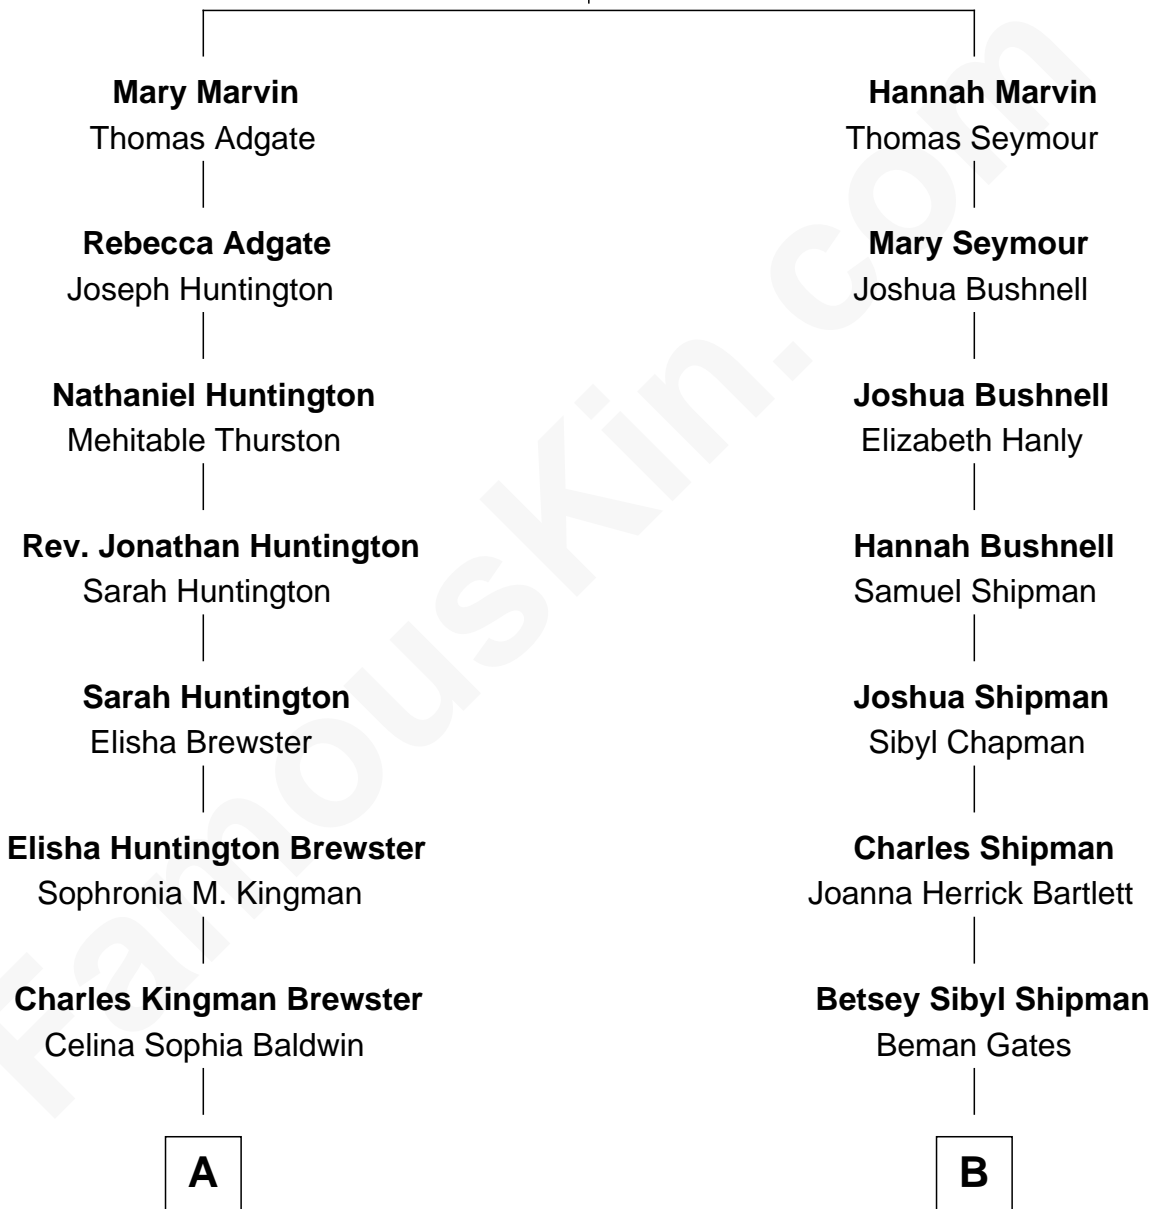 Mary Marvin
Thomas Adgate
Hannah Marvin
Thomas Seymour
Rebecca Adgate
Joseph Huntington
Mary Seymour
Joshua Bushnell
Nathaniel Huntington
Mehitable Thurston
Joshua Bushnell
Elizabeth Hanly
Rev. Jonathan Huntington
Sarah Huntington
Hannah Bushnell
Samuel Shipman
Sarah Huntington
Elisha Brewster
Joshua Shipman
Sibyl Chapman
Elisha Huntington Brewster
Sophronia M. Kingman
Charles Shipman
Joanna Herrick Bartlett
Charles Kingman Brewster
Celina Sophia Baldwin
Betsey Sibyl Shipman
Beman Gates
A
B
FamousKin.com